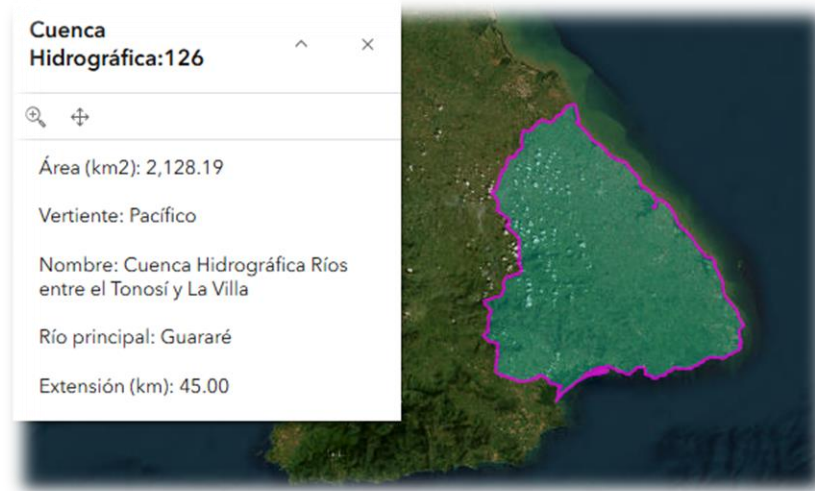 Cuenca
Hidrográfica:126
Área (km2): 2,128.19
Vertiente: Pacífico
Nombre: Cuenca Hidrográfica Ríos
entre el Tonosí y La Villa
Río principal: Guararé
Extensión (km): 45.00